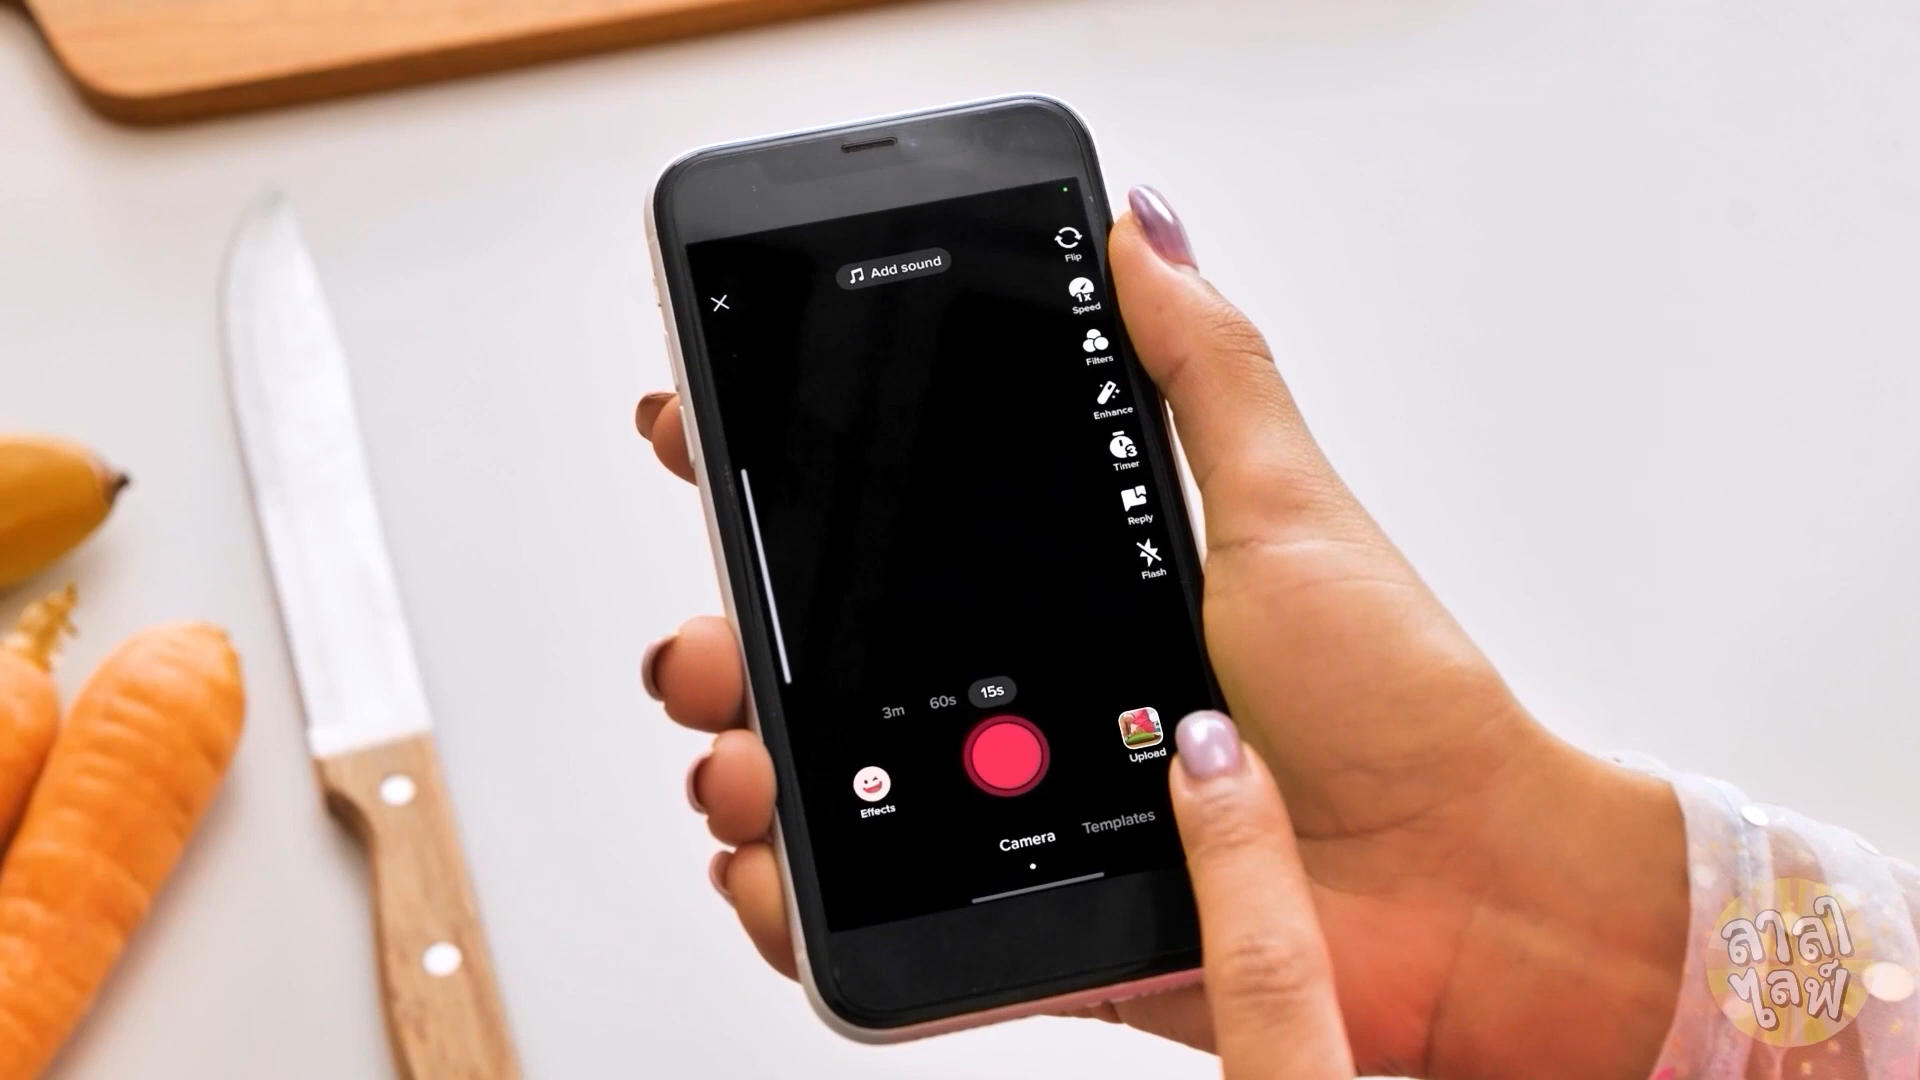 Add sound
Flip
1x
Speed
Filters
Enhance
3
Timer
Reply
Flash
3m 60s 15s
Upload
Effects
Camera Templates
ลาลา
ไลฟ์